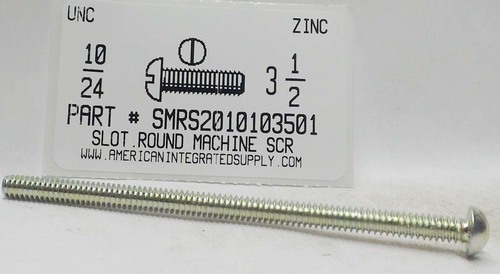 UNC ZINC
10
24
3 1
2
PART # SMRS2010103501
SLOT.ROUND MACHINE SCR
WWW.AMERICANINTEGRATEDSUPPLY.COM